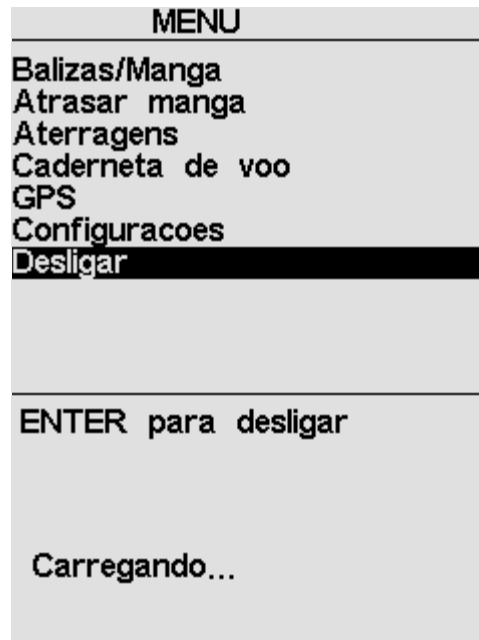 MENU
Balizas/Manga
Atrasar manga
Aterragens
Caderneta de voo
GPS
Configuracoes
Desligar
ENTER para desligar
Carregando...